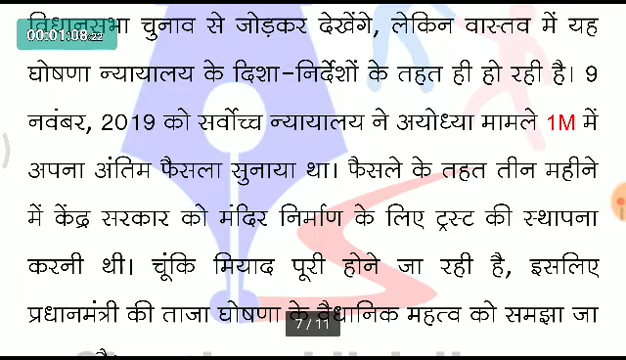 विधानसभा चुनाव से जोड़कर देखेंगे, लेकिन वास्तव में यह
00:01:08:22
घोषणा न्यायालय के दिशा-निर्देशों के तहत ही हो रही है। 9
नवंबर, 2019 को सर्वोच्च न्यायालय ने अयोध्या मामले 1M में
अपना अंतिम फैसला सुनाया था। फैसले के तहत तीन महीने
में केंद्र सरकार को मंदिर निर्माण के लिए ट्रस्ट की स्थापना
करनी थी। चूंकि मियाद पूरी होने जा रही है, इसलिए
प्रधानमंत्री की ताजा घोषणा के वैधानिक महत्व को समझा जा
7/11